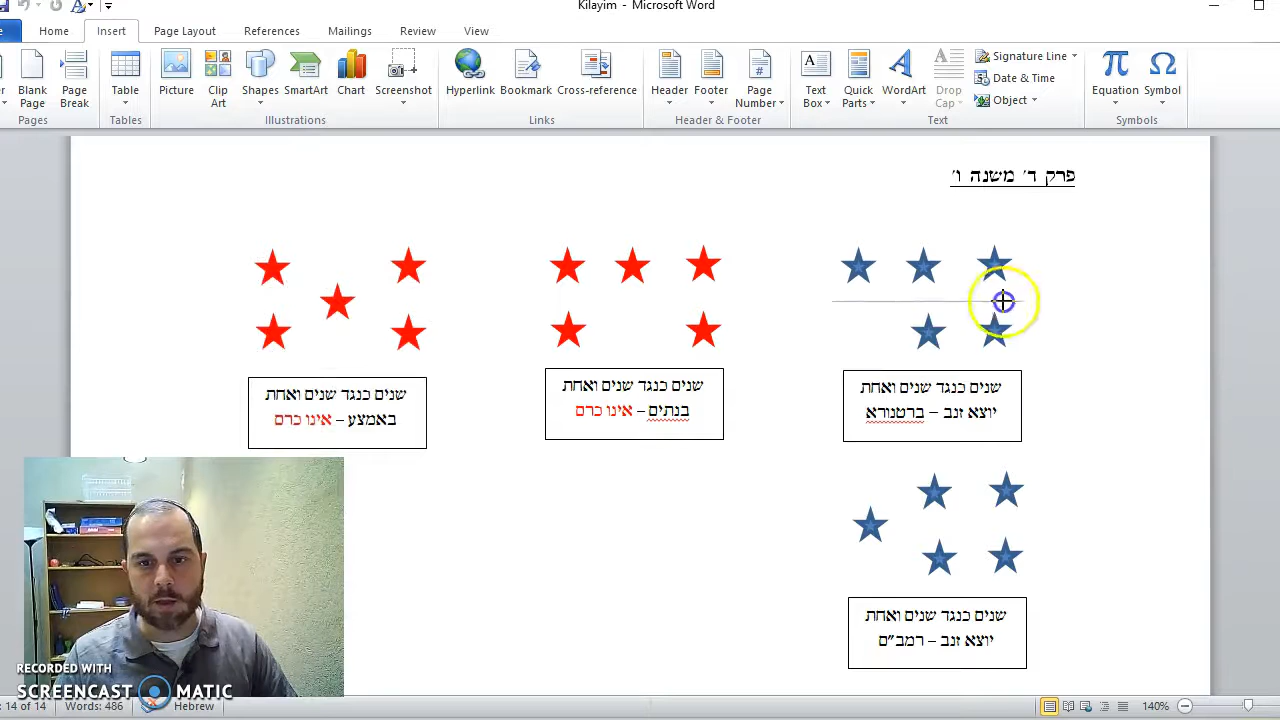 Kilayim - Microsoft Word
Home Insert Page Layout References Mailings Review View
Blank Page
Page Break
Table
Picture
Clip Art
Shapes
SmartArt
Chart
Screenshot
Hyperlink
Bookmark
Cross-reference
Header
Footer
Page Number
Text Box
Quick Parts
WordArt
Drop Cap
Signature Line
Date & Time
Object
Equation
Symbol
Pages
Tables
Illustrations
Links
Header & Footer
Text
Symbols
פרק ד׳ משנה ו׳
שנים כנגד שנים ואחת
יוצא זנב – ברטנורא
שנים כנגד שנים ואחת
בנתים – אינו כרם
שנים כנגד שנים ואחת
באמצע – אינו כרם
שנים כנגד שנים ואחת
יוצא זנב – רמב״ם
RECORDED WITH
SCREENCAST MATIC
: 14 of 14 Words: 486 Hebrew 140%